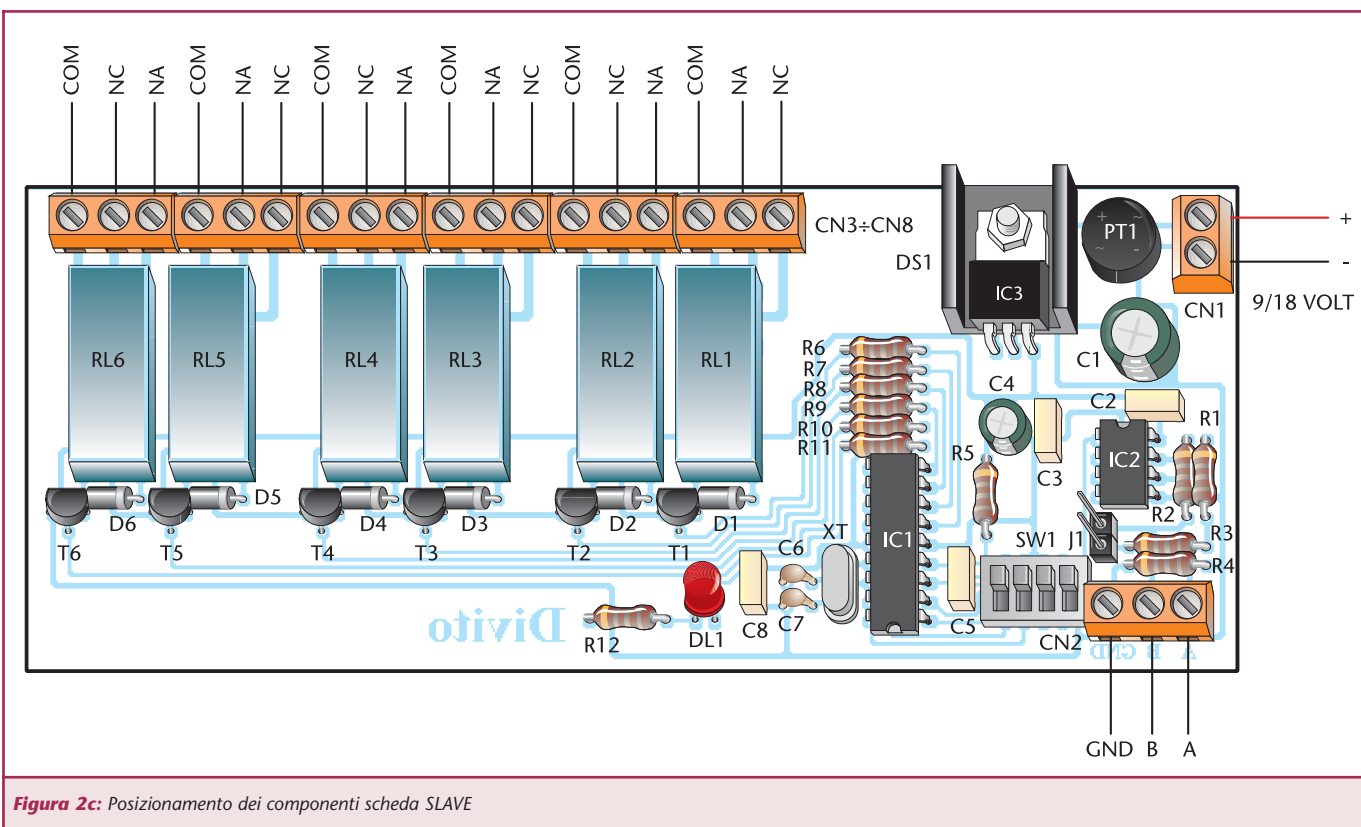 COM NC NA COM NA NC COM NC NA COM NA NC COM NC NA COM NA NC
CN3÷CN8
DS1
IC3
PT1
+
-
CN1
9/18 VOLT
RL6 RL5 RL4 RL3 RL2 RL1
C1
R6
R7
R8
R9
R10
R11
C4
C2
R1
R5
C3
IC2
R2
D6 D5 D4 D3 D2 D1
T6 T5 T4 T3 T2 T1
XT
IC1
SW1
J1
R3
R4
C6
C7
Divito
R12
DL1
C8
C5
CN2
A B GND
GND B A
Figura 2c: Posizionamento dei componenti scheda SLAVE